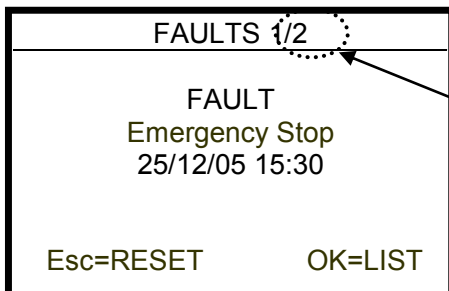 FAULTS 1/2
FAULT
Emergency Stop
25/12/05 15:30
Esc=RESET OK=LIST